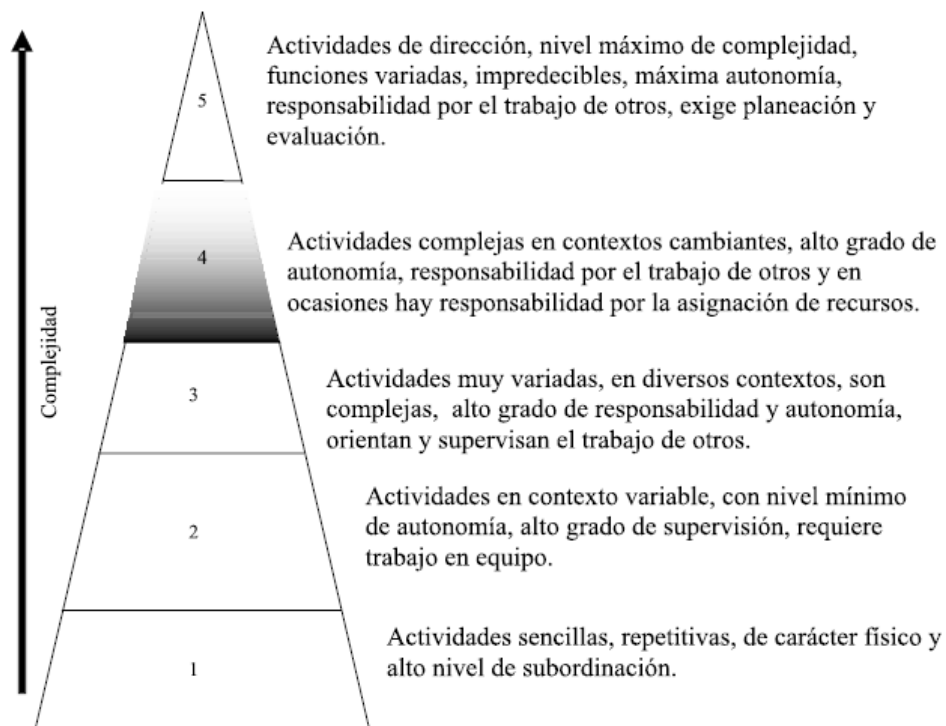 5
Actividades de dirección, nivel máximo de complejidad,
funciones variadas, impredecibles, máxima autonomía,
responsabilidad por el trabajo de otros, exige planeación y
evaluación.
4
Actividades complejas en contextos cambiantes, alto grado de
autonomía, responsabilidad por el trabajo de otros y en
ocasiones hay responsabilidad por la asignación de recursos.
Complejidad
3
Actividades muy variadas, en diversos contextos, son
complejas, alto grado de responsabilidad y autonomía,
orientan y supervisan el trabajo de otros.
2
Actividades en contexto variable, con nivel mínimo
de autonomía, alto grado de supervisión, requiere
trabajo en equipo.
1
Actividades sencillas, repetitivas, de carácter físico y
alto nivel de subordinación.